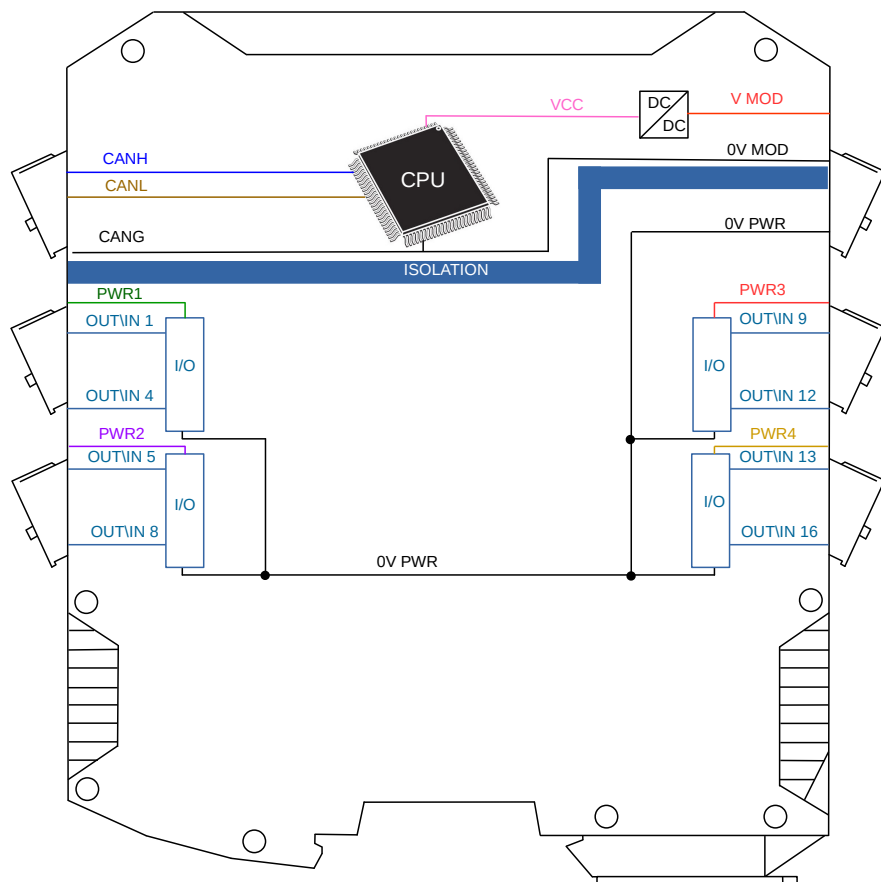 VCC
DC
DC
V MOD
CANH
CANL
CPU
0V MOD
CANG
0V PWR
ISOLATION
PWR1
PWR3
OUT\IN 1
OUT\IN 9
I/O
I/O
OUT\IN 4
OUT\IN 12
PWR2
PWR4
OUT\IN 5
OUT\IN 13
I/O
I/O
OUT\IN 8
OUT\IN 16
0V PWR